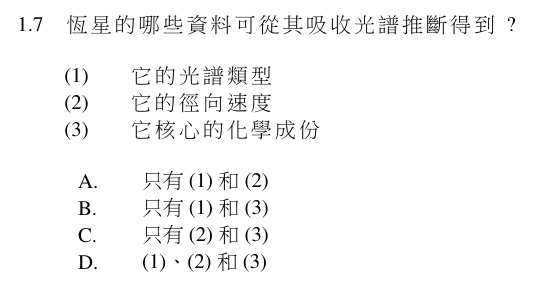 1.7 恆星的哪些資料可從其吸收光譜推斷得到？
(1) 它的光譜類型
(2) 它的徑向速度
(3) 它核心的化學成份
A. 只有 (1) 和 (2)
B. 只有 (1) 和 (3)
C. 只有 (2) 和 (3)
D. (1)、(2) 和 (3)